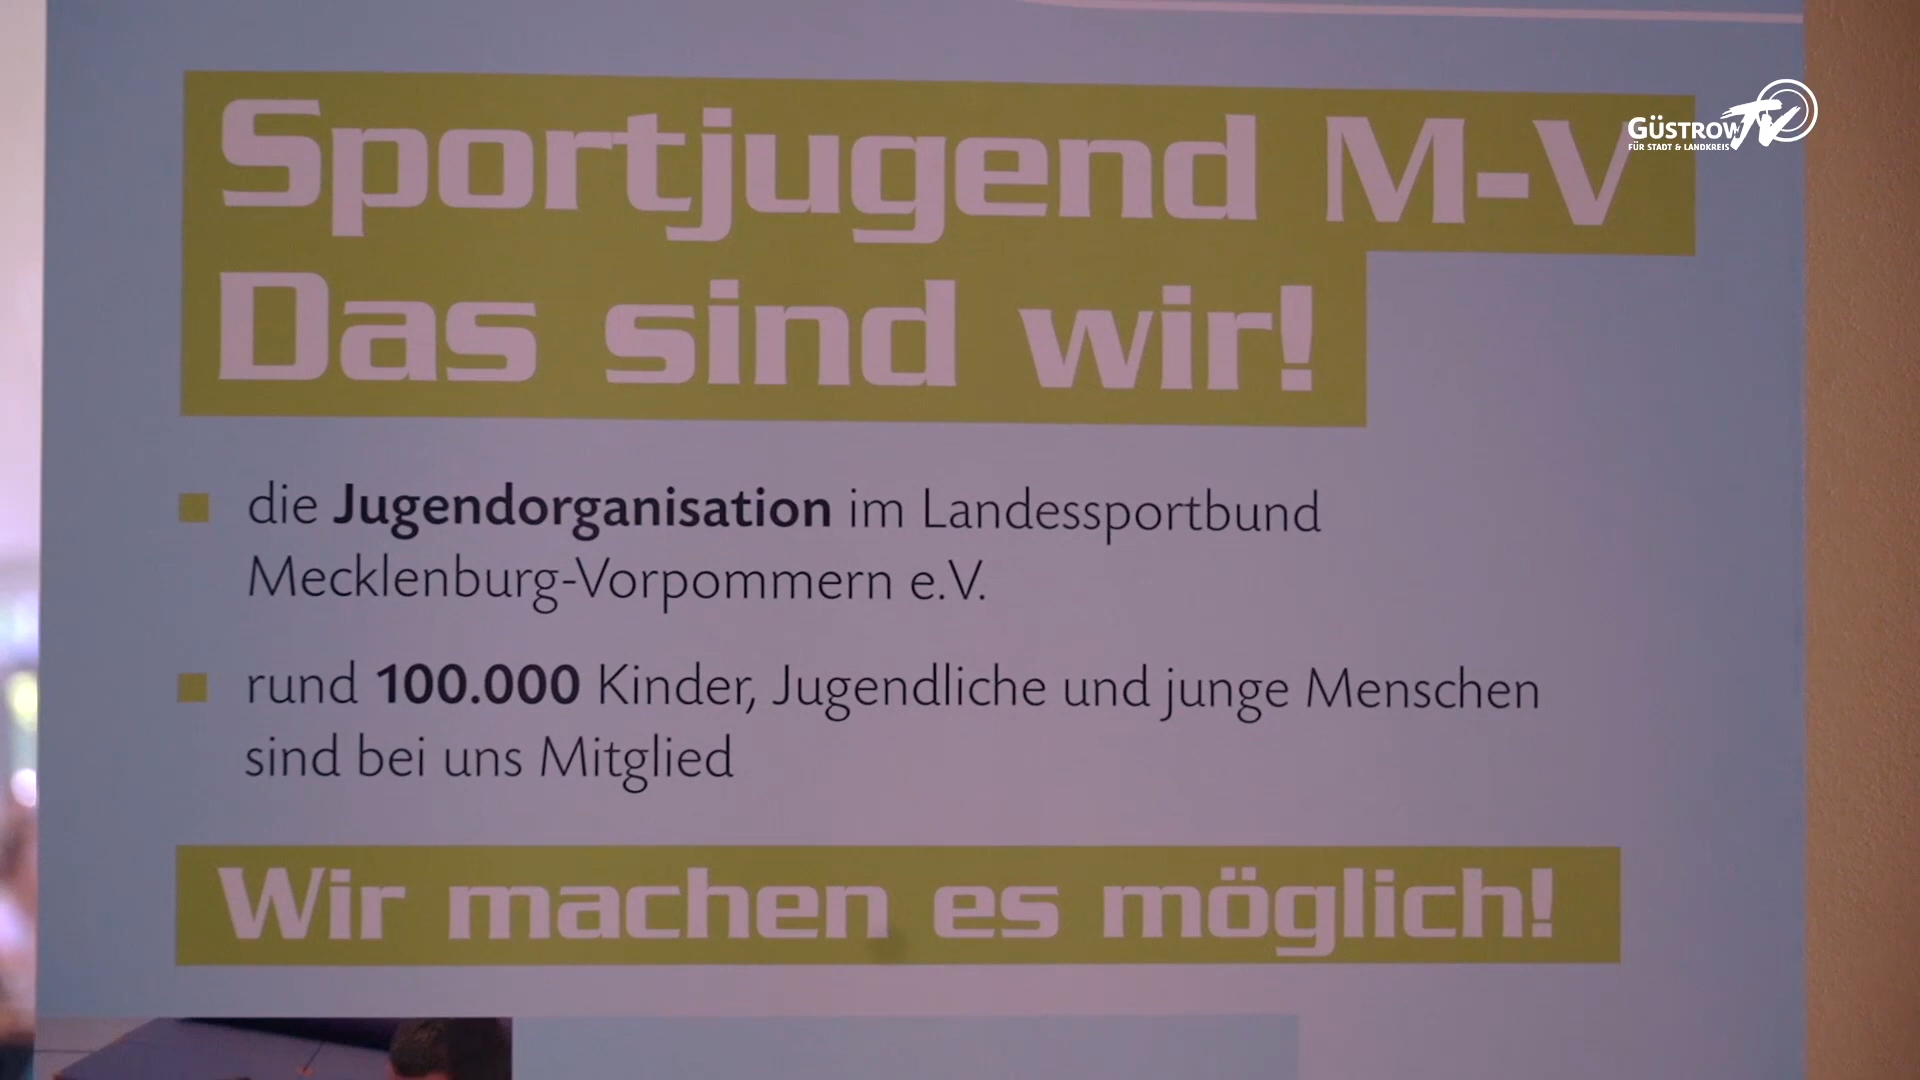 Sportjugend M-V
GÜSTROW TV
FÜR STADT & LANDKREIS
Das sind wir!
die Jugendorganisation im Landessportbund
Mecklenburg-Vorpommern e.V.
rund 100.000 Kinder, Jugendliche und junge Menschen
sind bei uns Mitglied
Wir machen es möglich!